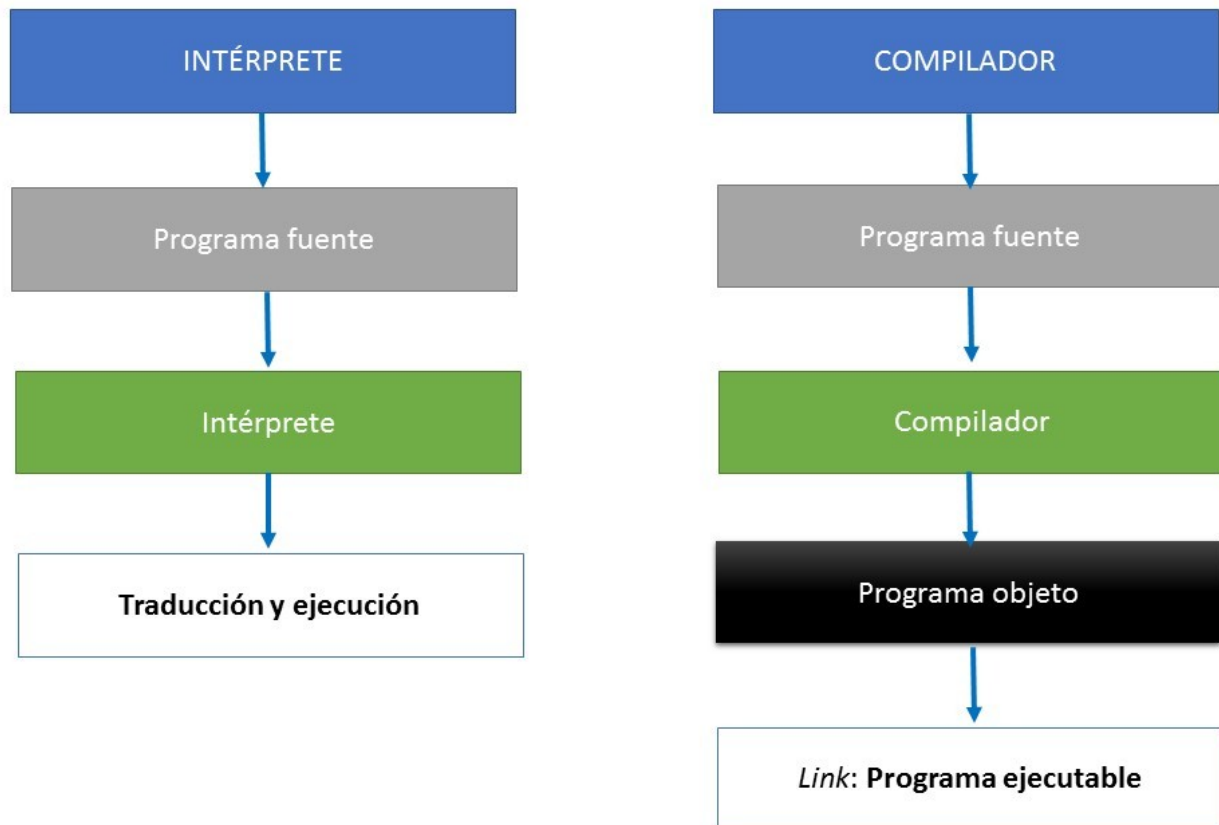 INTÉRPRETE
Programa fuente
Intérprete
Traducción y ejecución
COMPILADOR
Programa fuente
Compilador
Programa objeto
Link: Programa ejecutable